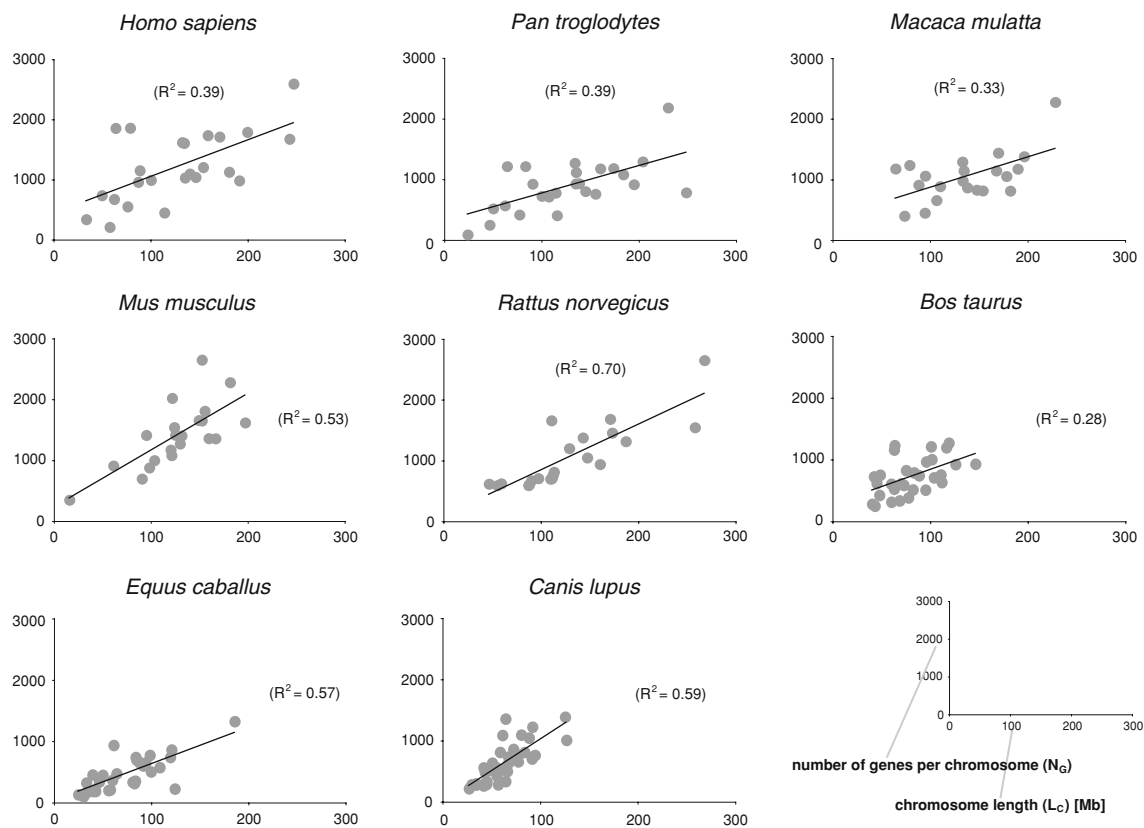 Homo sapiens
Pan troglodytes
Macaca mulatta
3000
2000
1000
0
0 100 200 300
(R² = 0.39)
3000
2000
1000
0
0 100 200 300
(R² = 0.39)
3000
2000
1000
0
0 100 200 300
(R² = 0.33)
Mus musculus
Rattus norvegicus
Bos taurus
3000
2000
1000
0
0 100 200 300
(R² = 0.53)
3000
2000
1000
0
0 100 200 300
(R² = 0.70)
3000
2000
1000
0
0 100 200 300
(R² = 0.28)
Equus caballus
Canis lupus
3000
2000
1000
0
0 100 200 300
(R² = 0.57)
3000
2000
1000
0
0 100 200 300
(R² = 0.59)
3000
2000
1000
0
0 100 200 300
number of genes per chromosome (N_G)
chromosome length (L_C) [Mb]